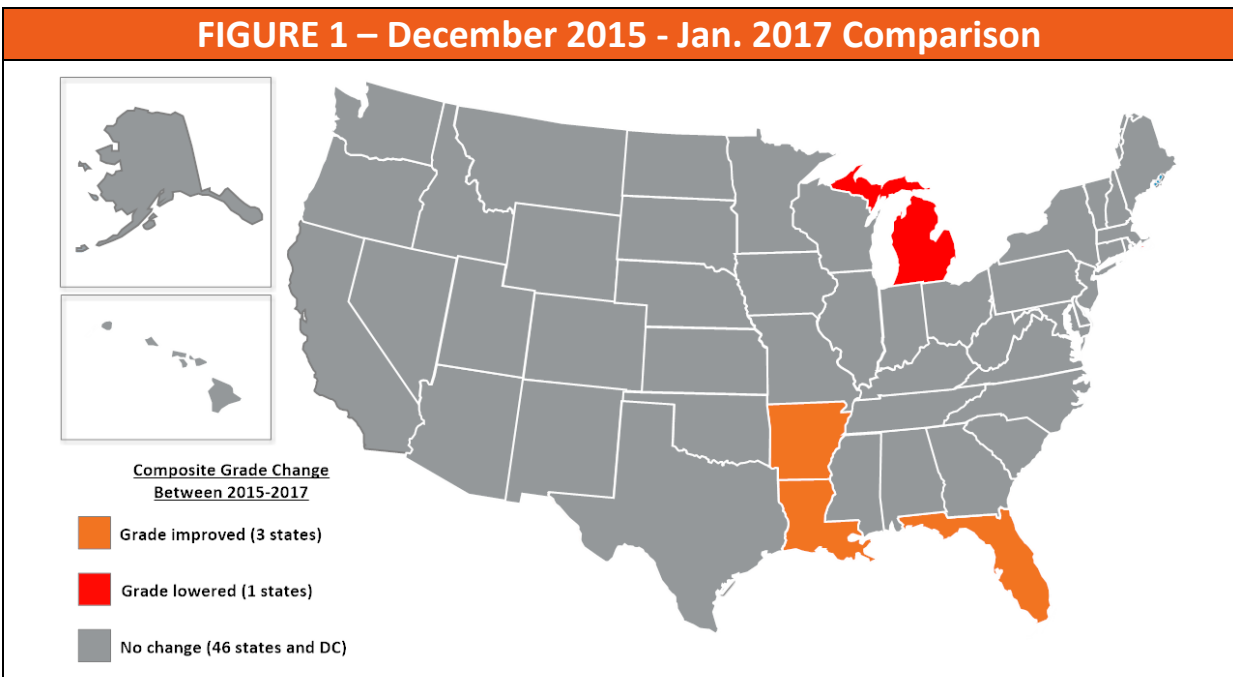 FIGURE 1 – December 2015 - Jan. 2017 Comparison
Composite Grade Change
Between 2015-2017
Grade improved (3 states)
Grade lowered (1 states)
No change (46 states and DC)